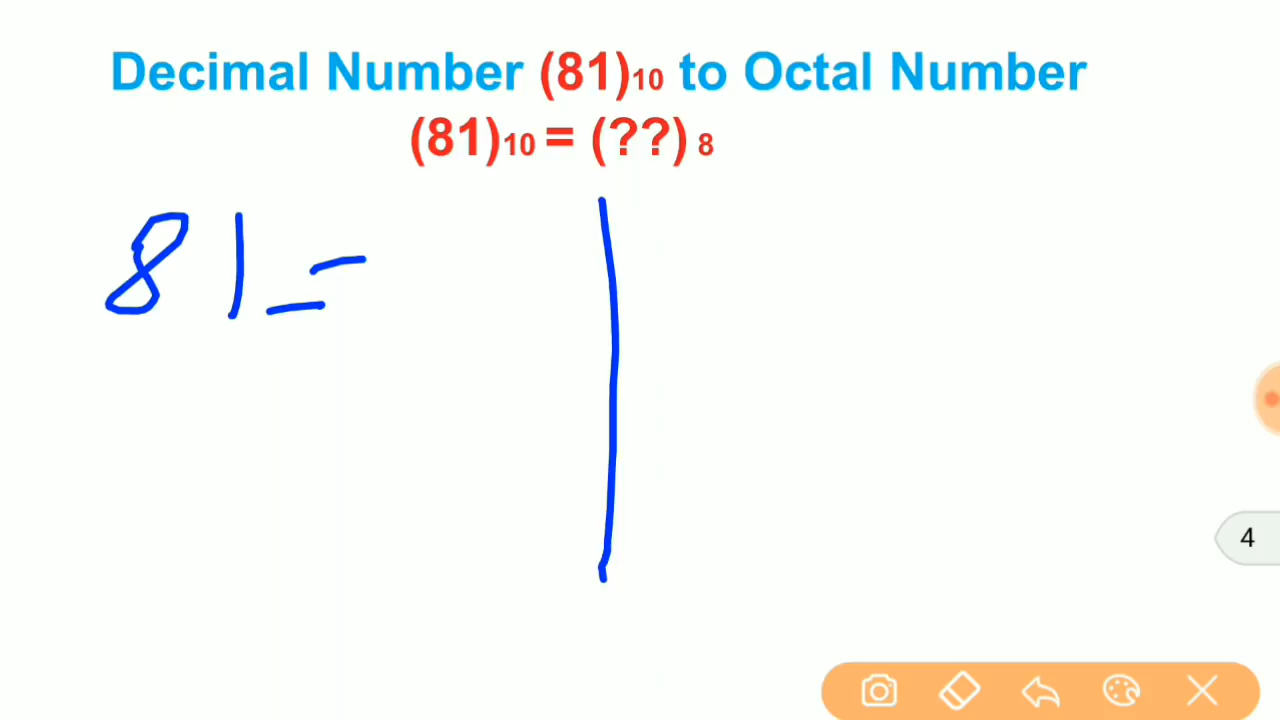 Decimal Number (81)10 to Octal Number
(81)10 = (??) 8
81=
4